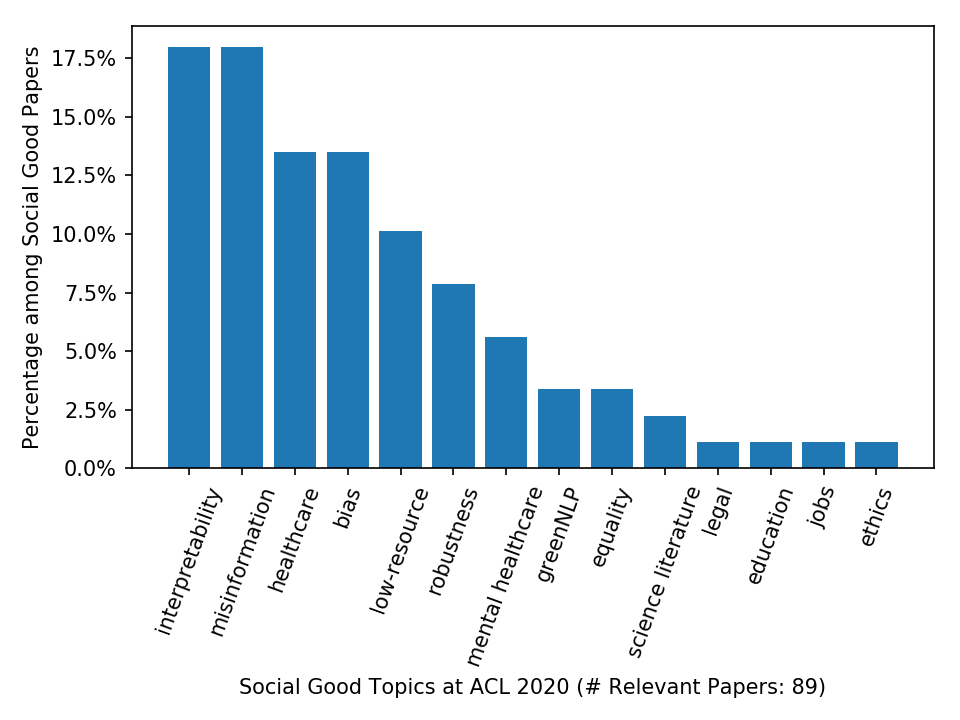 Percentage among Social Good Papers
17.5%
15.0%
12.5%
10.0%
7.5%
5.0%
2.5%
0.0%
interpretability
misinformation
healthcare
bias
low-resource
robustness
mental healthcare
greenNLP
equality
science literature
legal
education
jobs
ethics
Social Good Topics at ACL 2020 (# Relevant Papers: 89)